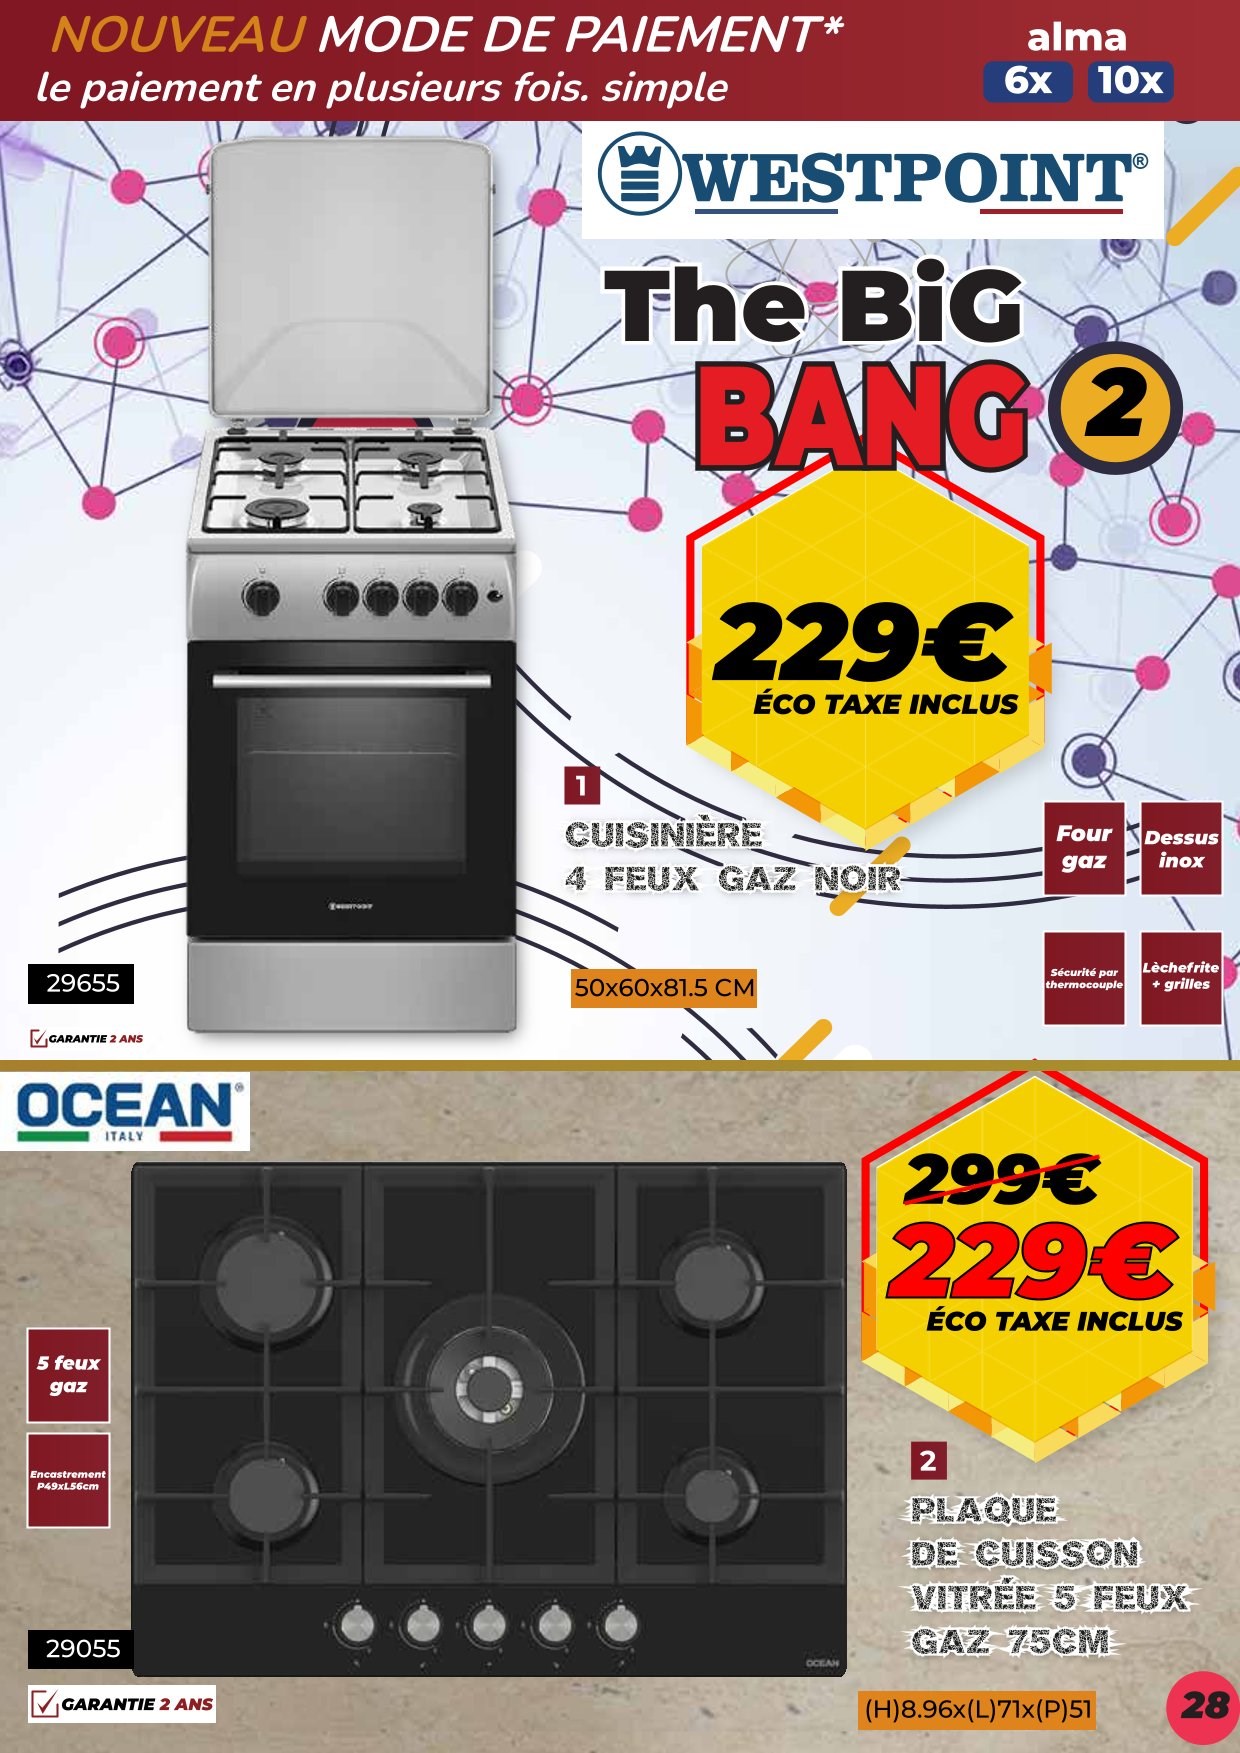 NOUVEAU MODE DE PAIEMENT*
le paiement en plusieurs fois. simple
alma
6x 10x
WESTPOINT®
The BiG
BANG 2
229€
ÉCO TAXE INCLUS
1
CUISINIÈRE
4 FEUX GAZ NOIR
Four
gaz
Dessus
inox
Sécurité par
thermocouple
Lèchefrite
+ grilles
WESTPOINT
29655
50x60x81.5 CM
GARANTIE 2 ANS
OCEAN®
ITALY
299€
229€
ÉCO TAXE INCLUS
5 feux
gaz
Encastrement
P49xL56cm
2
PLAQUE
DE CUISSON
VITRÉE 5 FEUX
GAZ 75CM
OCEAN
29055
GARANTIE 2 ANS
(H)8.96x(L)71x(P)51
28